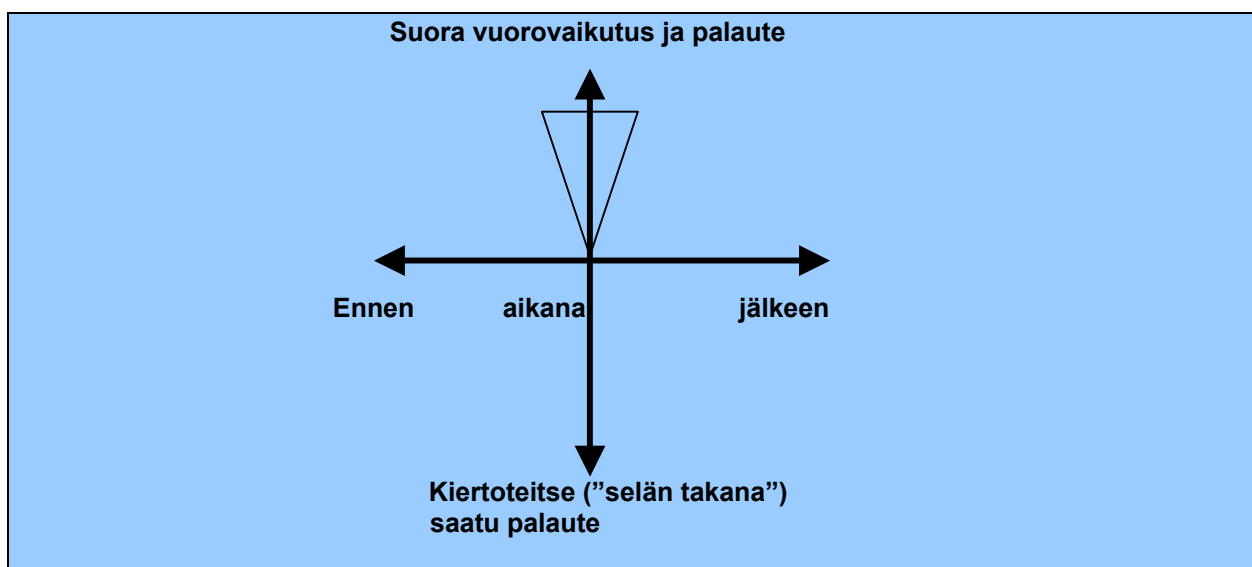 Suora vuorovaikutus ja palaute
Ennen aikana jälkeen
Kiertoteitse (”selän takana”)
saatu palaute